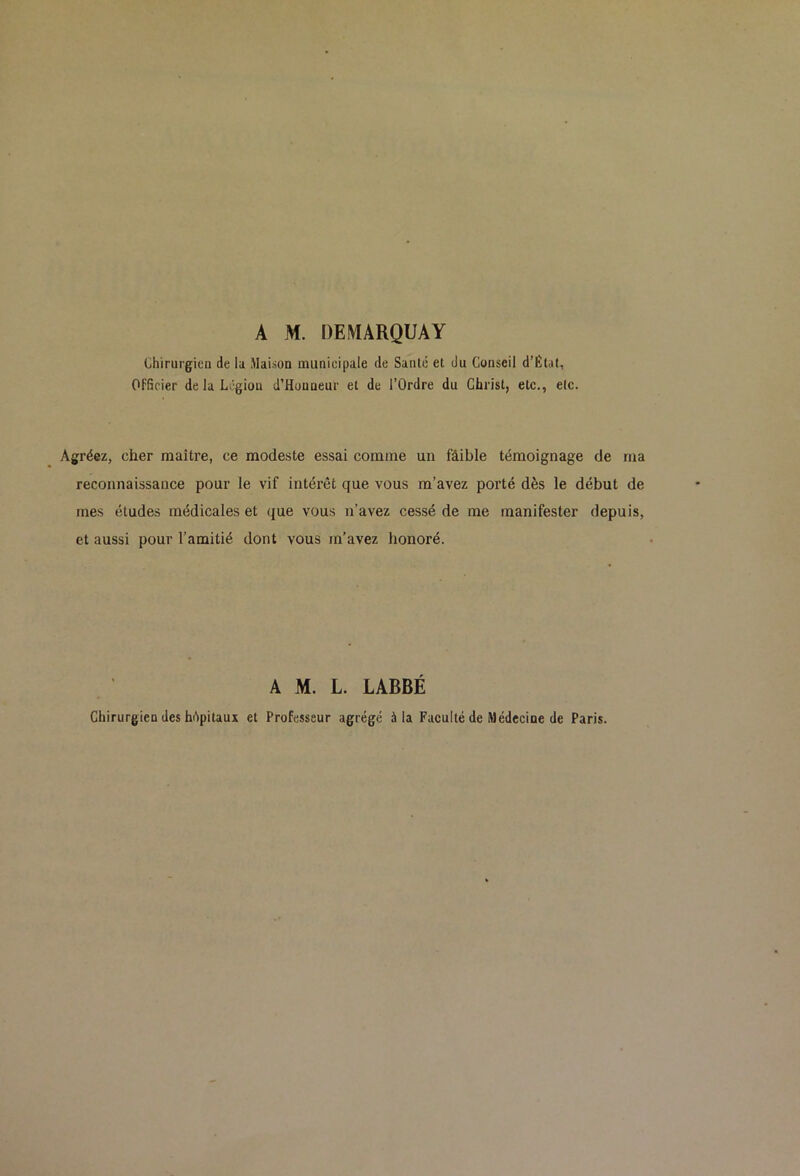 A M. DEMARQUAY
Chirurgien de la Maison municipale de Santé et du Conseil d'État,
Officier de la Légion d'Honneur et de l'Ordre du Christ, etc., etc.
Agréez, cher maître, ce modeste essai comme un faible témoignage de ma
reconnaissance pour le vif intérêt que vous m'avez porté dès le début de
mes études médicales et que vous n'avez cessé de me manifester depuis,
et aussi pour l'amitié dont vous m'avez honoré.
A M. L. LABBÉ
Chirurgien des hôpitaux et Professeur agrégé à la Faculté de Médecine de Paris.